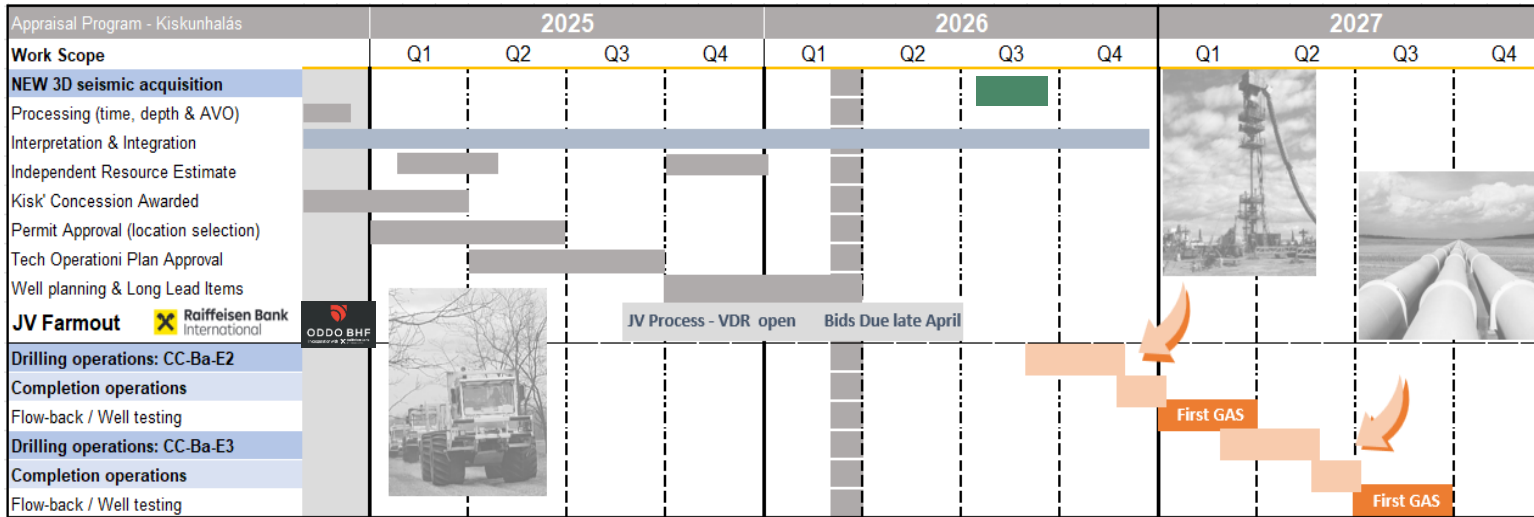 Appraisal Program - Kiskunhalás 2025 2026 2027
Work Scope Q1 Q2 Q3 Q4 Q1 Q2 Q3 Q4 Q1 Q2 Q3 Q4
NEW 3D seismic acquisition
Processing (time, depth & AVO)
Interpretation & Integration
Independent Resource Estimate
Kisk' Concession Awarded
Permit Approval (location selection)
Tech Operationi Plan Approval
Well planning & Long Lead Items
JV Farmout Raiffeisen Bank International ODDO BHF JV Process - VDR open Bids Due late April
Drilling operations: CC-Ba-E2
Completion operations
Flow-back / Well testing First GAS
Drilling operations: CC-Ba-E3
Completion operations
Flow-back / Well testing First GAS